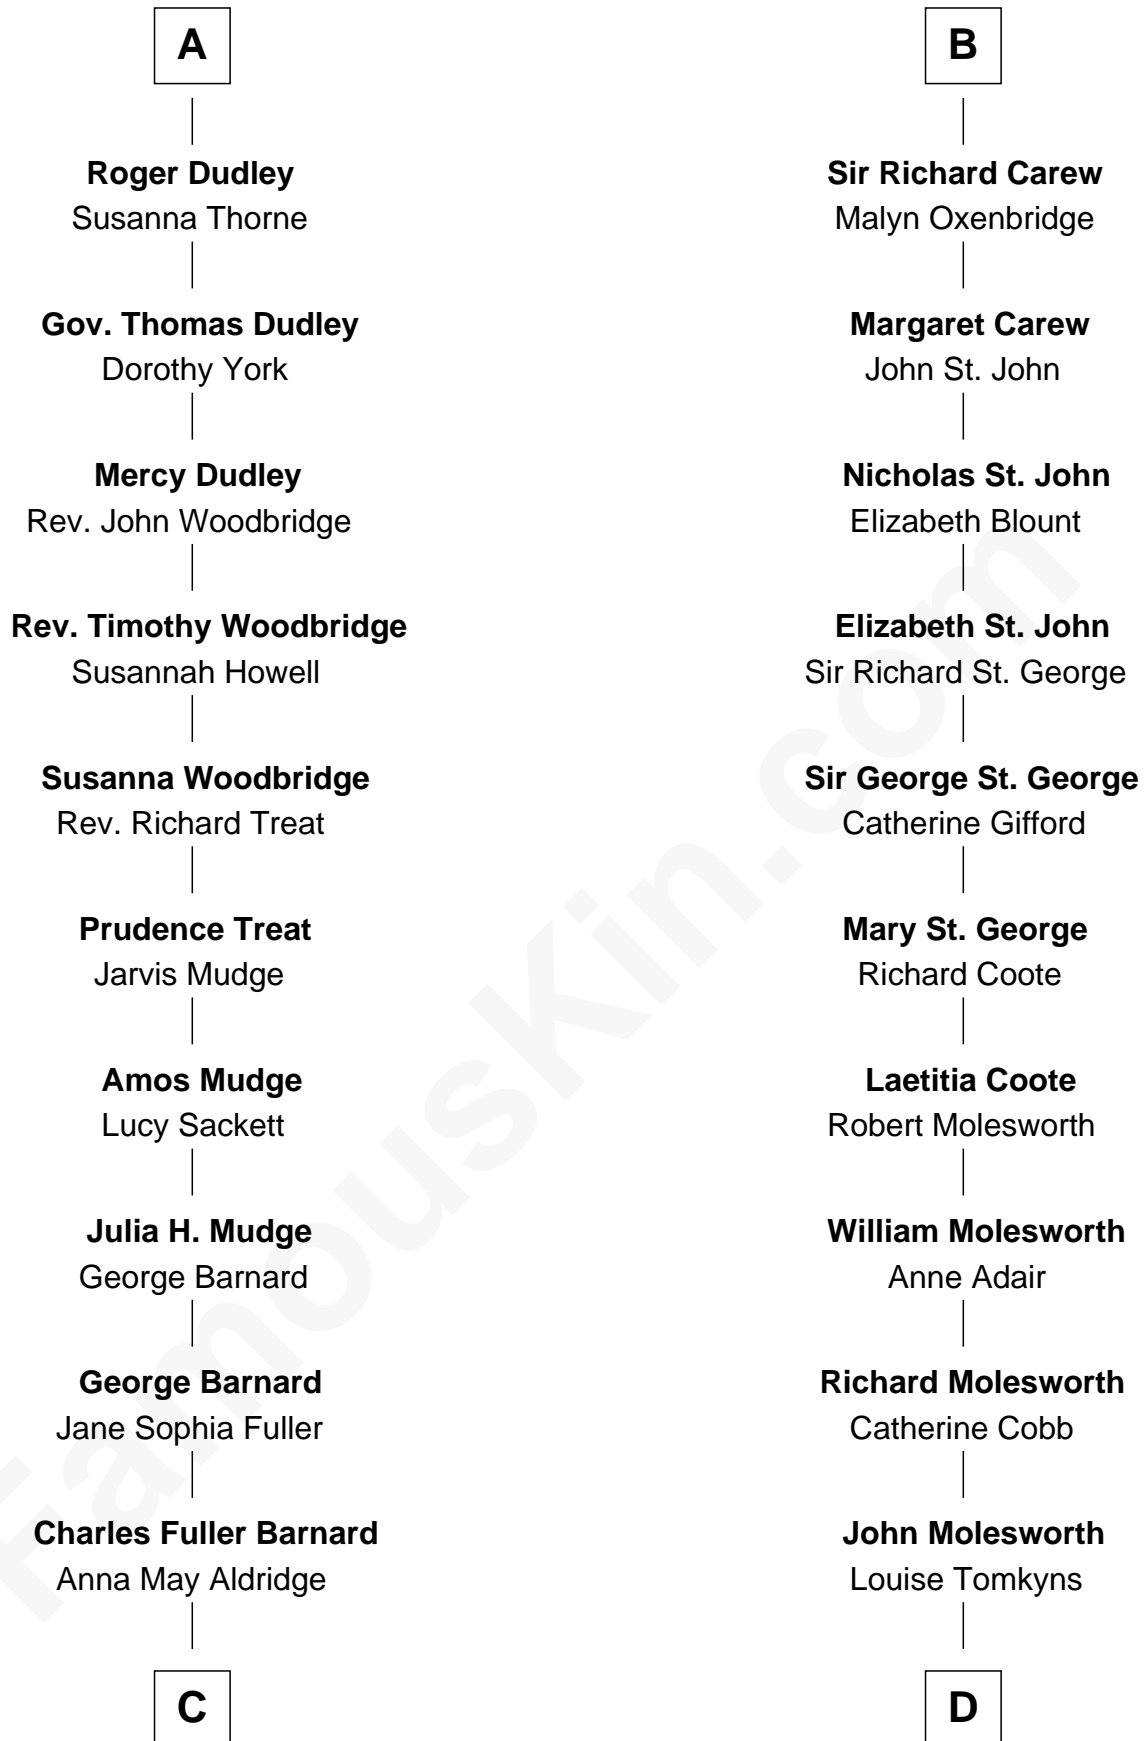 A
Roger Dudley
Susanna Thorne
Gov. Thomas Dudley
Dorothy York
Mercy Dudley
Rev. John Woodbridge
Rev. Timothy Woodbridge
Susannah Howell
Susanna Woodbridge
Rev. Richard Treat
Prudence Treat
Jarvis Mudge
Amos Mudge
Lucy Sackett
Julia H. Mudge
George Barnard
George Barnard
Jane Sophia Fuller
Charles Fuller Barnard
Anna May Aldridge
C
B
Sir Richard Carew
Malyn Oxenbridge
Margaret Carew
John St. John
Nicholas St. John
Elizabeth Blount
Elizabeth St. John
Sir Richard St. George
Sir George St. George
Catherine Gifford
Mary St. George
Richard Coote
Laetitia Coote
Robert Molesworth
William Molesworth
Anne Adair
Richard Molesworth
Catherine Cobb
John Molesworth
Louise Tomkyns
D
FamousKin.com